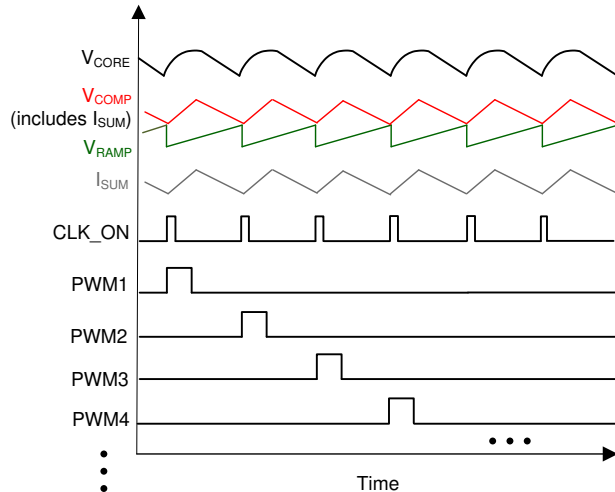 VCORE
VCOMP
(includes ISUM)
VRAMP
ISUM
CLK_ON
PWM1
PWM2
PWM3
PWM4
Time